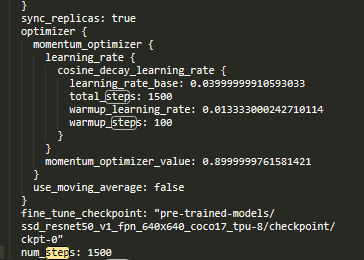 }
sync_replicas: true
optimizer {
momentum_optimizer {
learning_rate {
cosine_decay_learning_rate {
learning_rate_base: 0.03999999910593033
total_steps: 1500
warmup_learning_rate: 0.013333000242710114
warmup_steps: 100
}
}
momentum_optimizer_value: 0.8999999761581421
}
use_moving_average: false
}
fine_tune_checkpoint: "pre-trained-models/
ssd_resnet50_v1_fpn_640x640_coco17_tpu-8/checkpoint/
ckpt-0"
num_steps: 1500